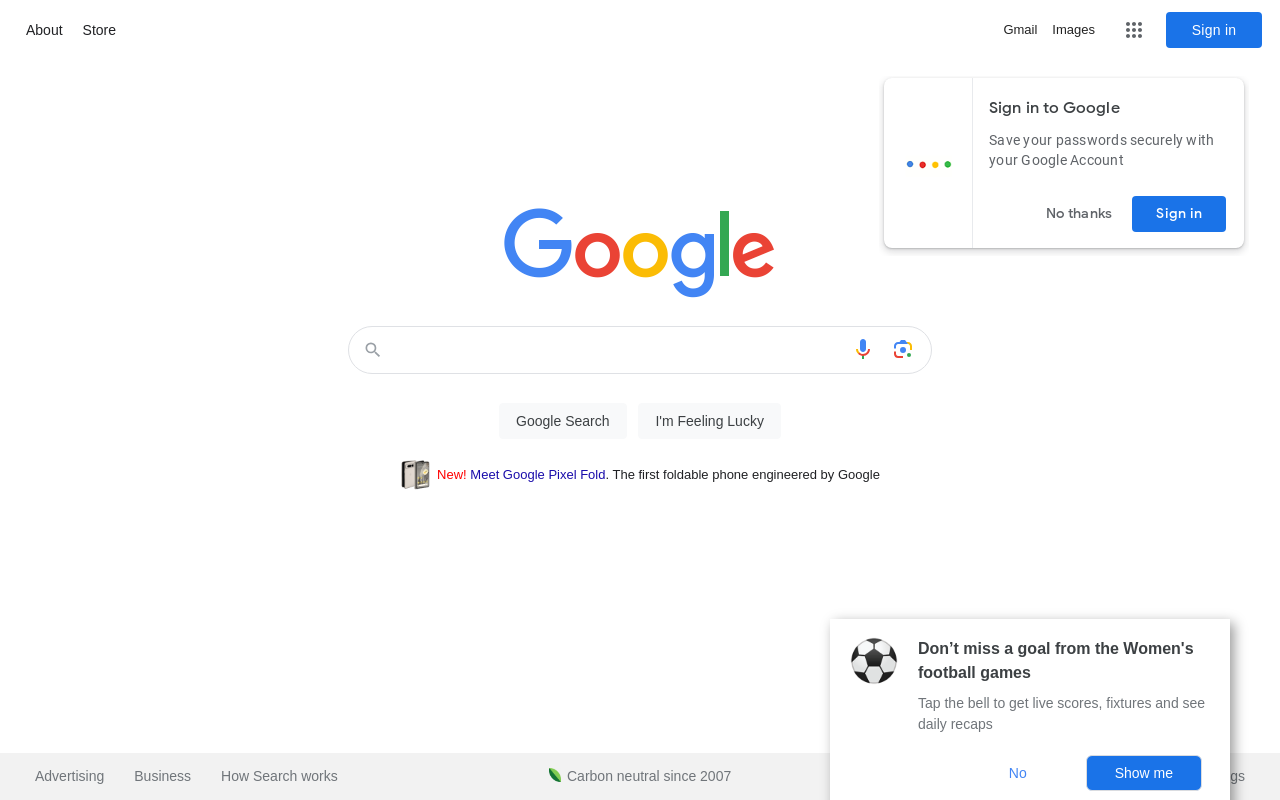 About Store
Gmail Images Sign in
Sign in to Google
Save your passwords securely with
your Google Account
No thanks Sign in
Google
Google Search I'm Feeling Lucky
New! Meet Google Pixel Fold. The first foldable phone engineered by Google
Don’t miss a goal from the Women's
football games
Tap the bell to get live scores, fixtures and see
daily recaps
No Show me
Advertising Business How Search works Carbon neutral since 2007